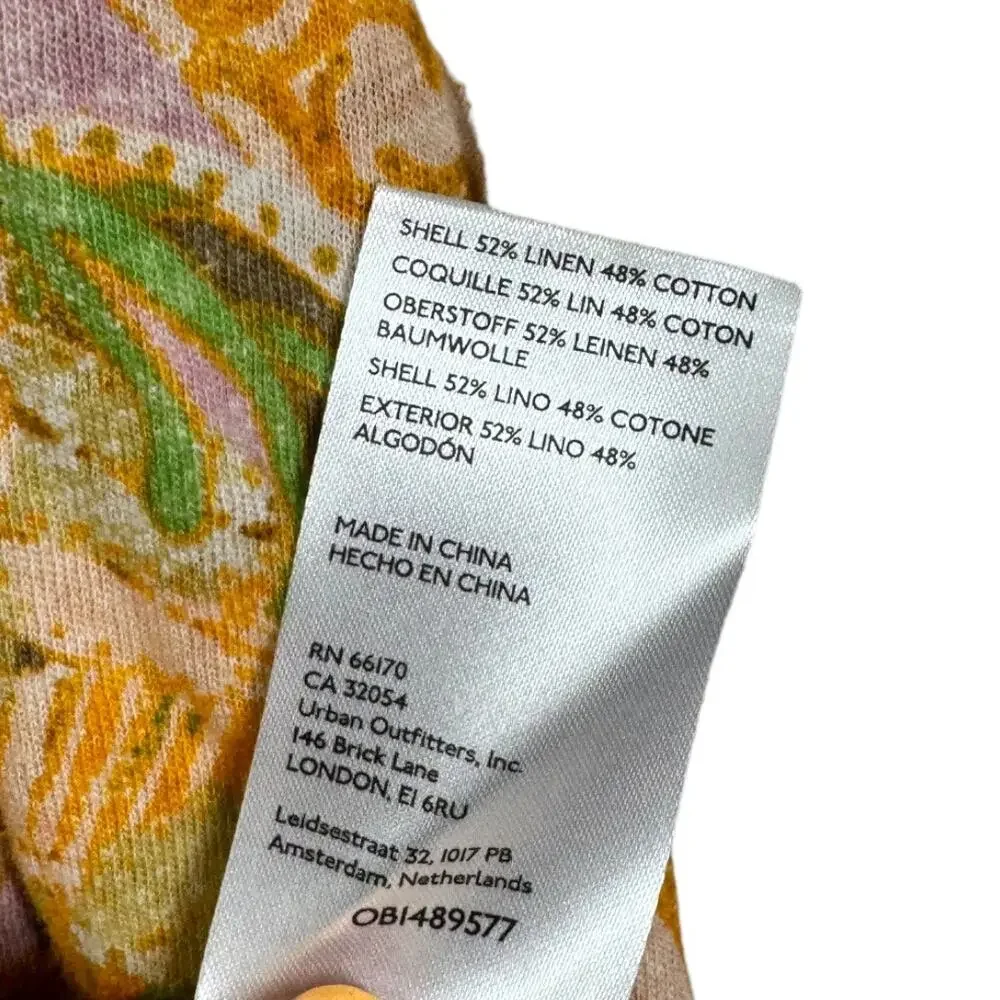 SHELL 52% LINEN 48% COTTON
COQUILLE 52% LIN 48% COTON
OBERSTOFF 52% LEINEN 48%
BAUMWOLLE
SHELL 52% LINO 48% COTONE
EXTERIOR 52% LINO 48%
ALGODÓN
MADE IN CHINA
HECHO EN CHINA
RN 66170
CA 32054
Urban Outfitters, Inc.
146 Brick Lane
LONDON, E1 6RU
Leidsestraat 32, 1017 PB
Amsterdam, Netherlands
OB1489577